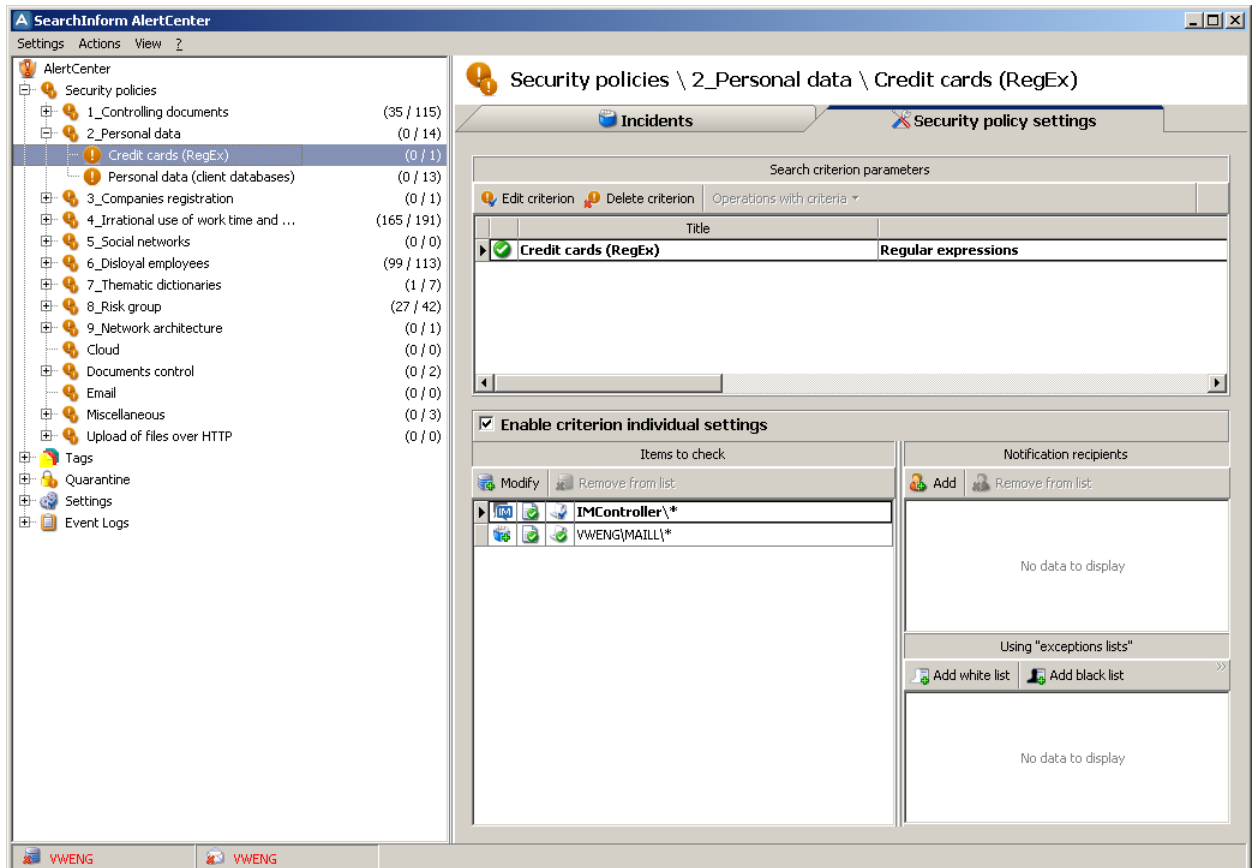 SearchInform AlertCenter
Settings Actions View ?
AlertCenter
Security policies
1_Controlling documents (35 / 115)
2_Personal data (0 / 14)
Credit cards (RegEx) (0 / 1)
Personal data (client databases) (0 / 13)
3_Companies registration (0 / 1)
4_Irrational use of work time and ... (165 / 191)
5_Social networks (0 / 0)
6_Disloyal employees (99 / 113)
7_Thematic dictionaries (1 / 7)
8_Risk group (27 / 42)
9_Network architecture (0 / 1)
Cloud (0 / 0)
Documents control (0 / 2)
Email (0 / 0)
Miscellaneous (0 / 3)
Upload of files over HTTP (0 / 0)
Tags
Quarantine
Settings
Event Logs
Security policies \ 2_Personal data \ Credit cards (RegEx)
Incidents Security policy settings
Search criterion parameters
Edit criterion Delete criterion Operations with criteria
Title
Credit cards (RegEx) Regular expressions
Enable criterion individual settings
Items to check
Modify Remove from list
IM IMController\*
VWENG\MAILL\*
Notification recipients
Add Remove from list
No data to display
Using "exceptions lists"
Add white list Add black list
No data to display
VWENG VWENG